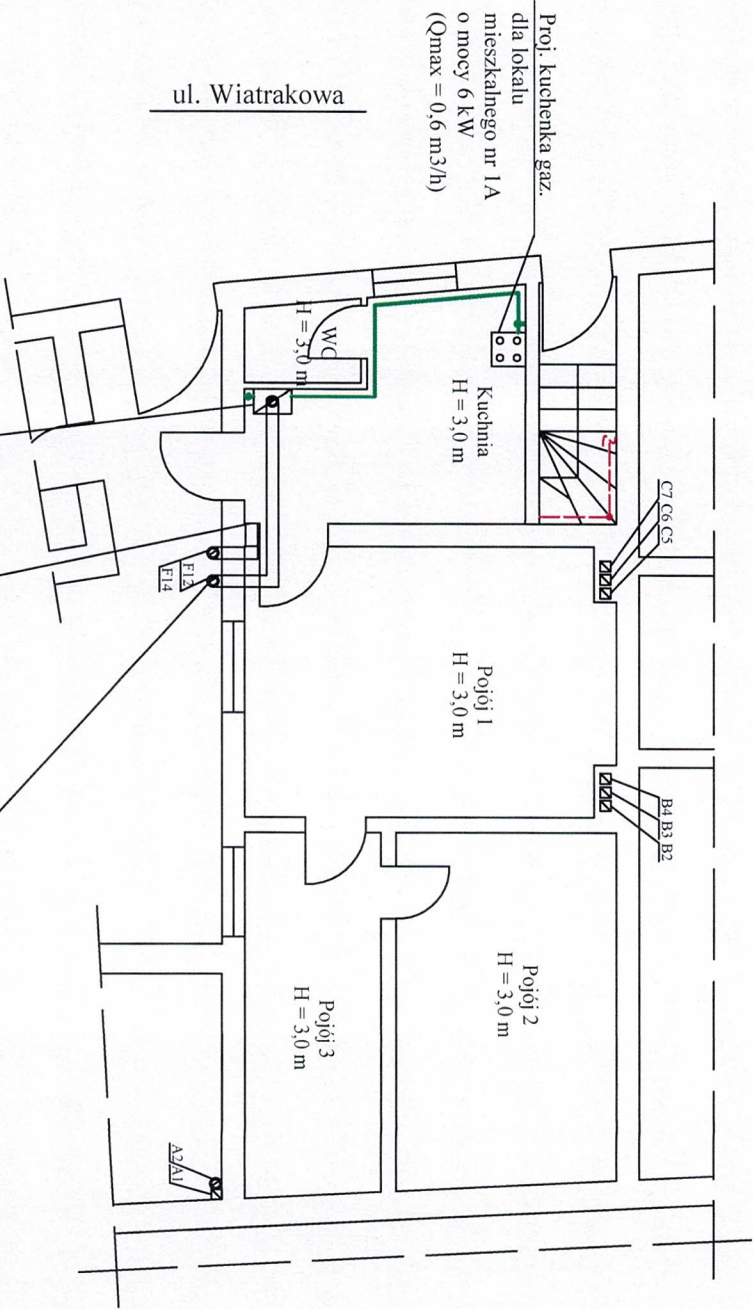 Proj. kuchenka gaz.
dla lokalu
mieszkalnego nr 1A
o mocy 6 kW
(Qmax = 0,6 m3/h)
ul. Wiatrakowa
WC
H = 3,0 m
Kuchnia
H = 3,0 m
C7 C6 C5
F12
F14
Pojój 1
H = 3,0 m
B4 B3 B2
Pojój 2
H = 3,0 m
Pojój 3
H = 3,0 m
A2 A1